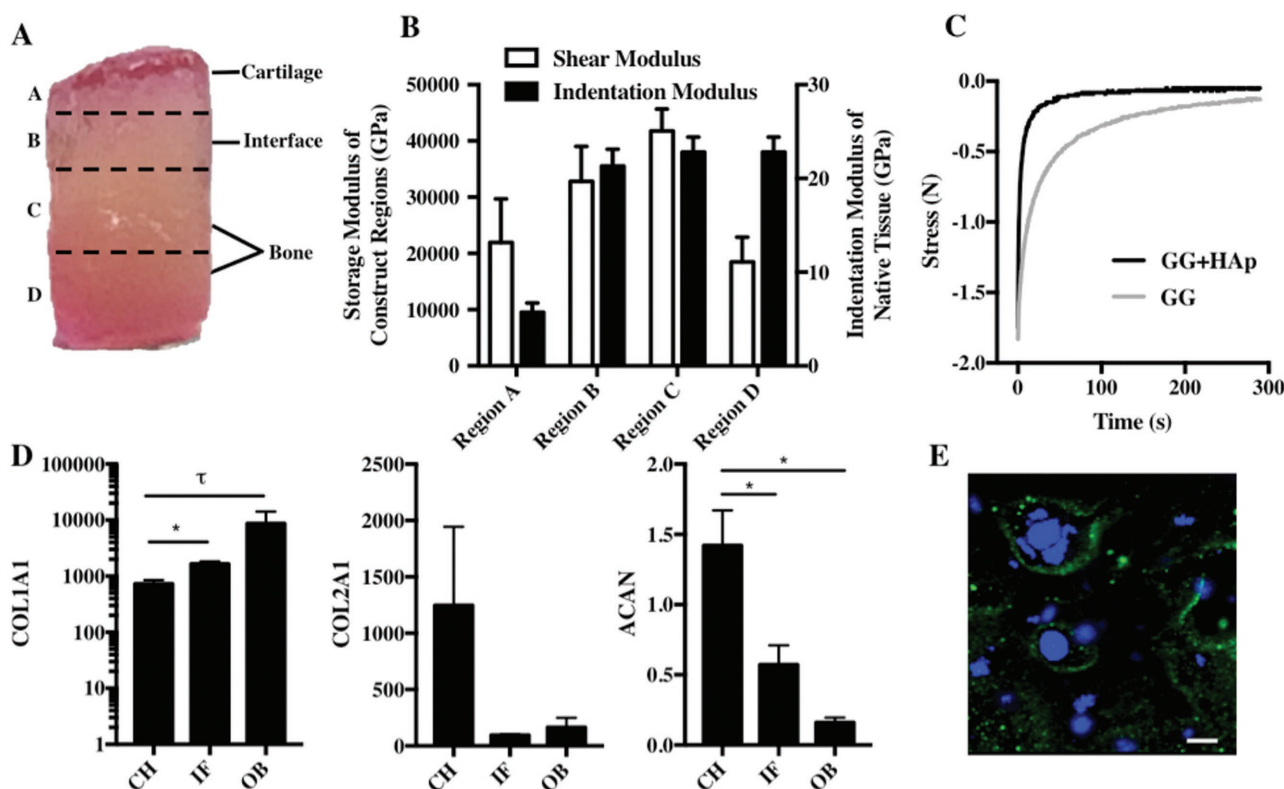 A
Cartilage
A
B
Interface
C
Bone
D
B
Shear Modulus
Indentation Modulus
Storage Modulus of
Construct Regions (GPa)
50000
40000
30000
20000
10000
0
30
20
10
0
Indentation Modulus of
Native Tissue (GPa)
Region A
Region B
Region C
Region D
C
Stress (N)
0.0
-0.5
-1.0
-1.5
-2.0
GG+HAp
GG
0
100
200
300
Time (s)
D
COL1A1
100000
10000
1000
100
10
1
τ
*
CH
IF
OB
COL2A1
2500
2000
1500
1000
500
0
CH
IF
OB
ACAN
2.0
1.5
1.0
0.5
0.0
*
*
CH
IF
OB
E